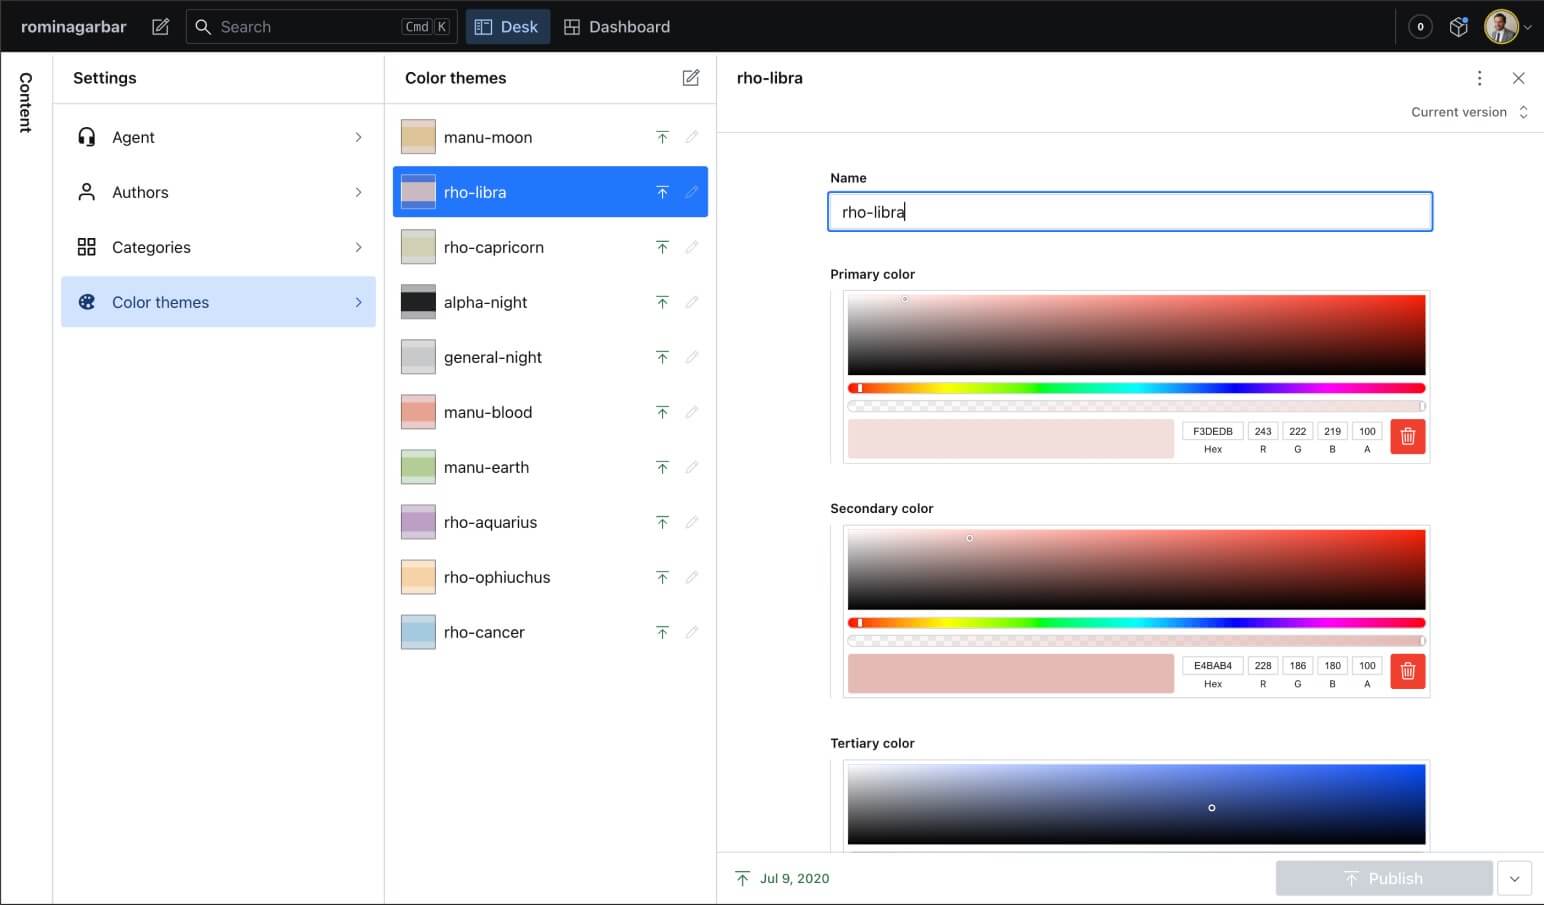 rominagarbar
Search
Cmd K
Desk
Dashboard
0
Content
Settings
Agent
Authors
Categories
Color themes
Color themes
manu-moon
rho-libra
rho-capricorn
alpha-night
general-night
manu-blood
manu-earth
rho-aquarius
rho-ophiuchus
rho-cancer
rho-libra
Current version
Name
rho-libra
Primary color
F3DEDB 243 222 219 100
Hex R G B A
Secondary color
E4BAB4 228 186 180 100
Hex R G B A
Tertiary color
Jul 9, 2020
Publish